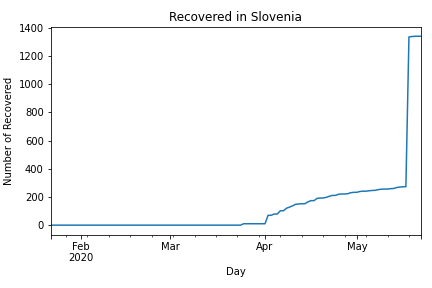 Recovered in Slovenia
Number of Recovered
1400
1200
1000
800
600
400
200
0
Feb
2020
Mar
Apr
May
Day